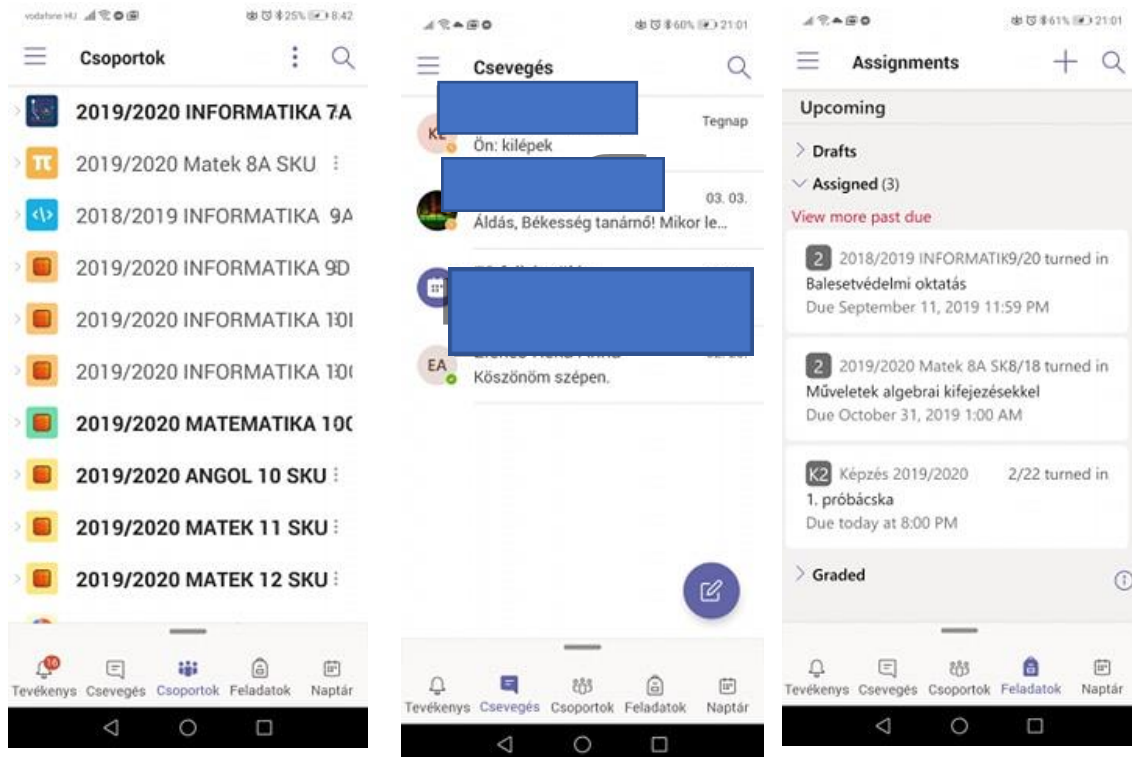 vodafone HU 25% 8:42
Csoportok
2019/2020 INFORMATIKA 7A
π 2019/2020 Matek 8A SKU
</> 2018/2019 INFORMATIKA 9A
2019/2020 INFORMATIKA 9D
2019/2020 INFORMATIKA 10
2019/2020 INFORMATIKA 10
2019/2020 MATEMATIKA 10
2019/2020 ANGOL 10 SKU
2019/2020 MATEK 11 SKU
2019/2020 MATEK 12 SKU
16
Tevékenys Csevegés Csoportok Feladatok Naptár
60% 21:01
Csevegés
Tegnap
Ön: kilépek
03. 03.
Áldás, Békesség tanárnő! Mikor le...
EA
Köszönöm szépen.
Tevékenys Csevegés Csoportok Feladatok Naptár
61% 21:01
Assignments
Upcoming
Drafts
Assigned (3)
View more past due
2 2018/2019 INFORMATIK9/20 turned in
Balesetvédelmi oktatás
Due September 11, 2019 11:59 PM
2 2019/2020 Matek 8A SK8/18 turned in
Műveletek algebrai kifejezésekkel
Due October 31, 2019 1:00 AM
K2 Képzés 2019/2020 2/22 turned in
1. próbácska
Due today at 8:00 PM
Graded
Tevékenys Csevegés Csoportok Feladatok Naptár